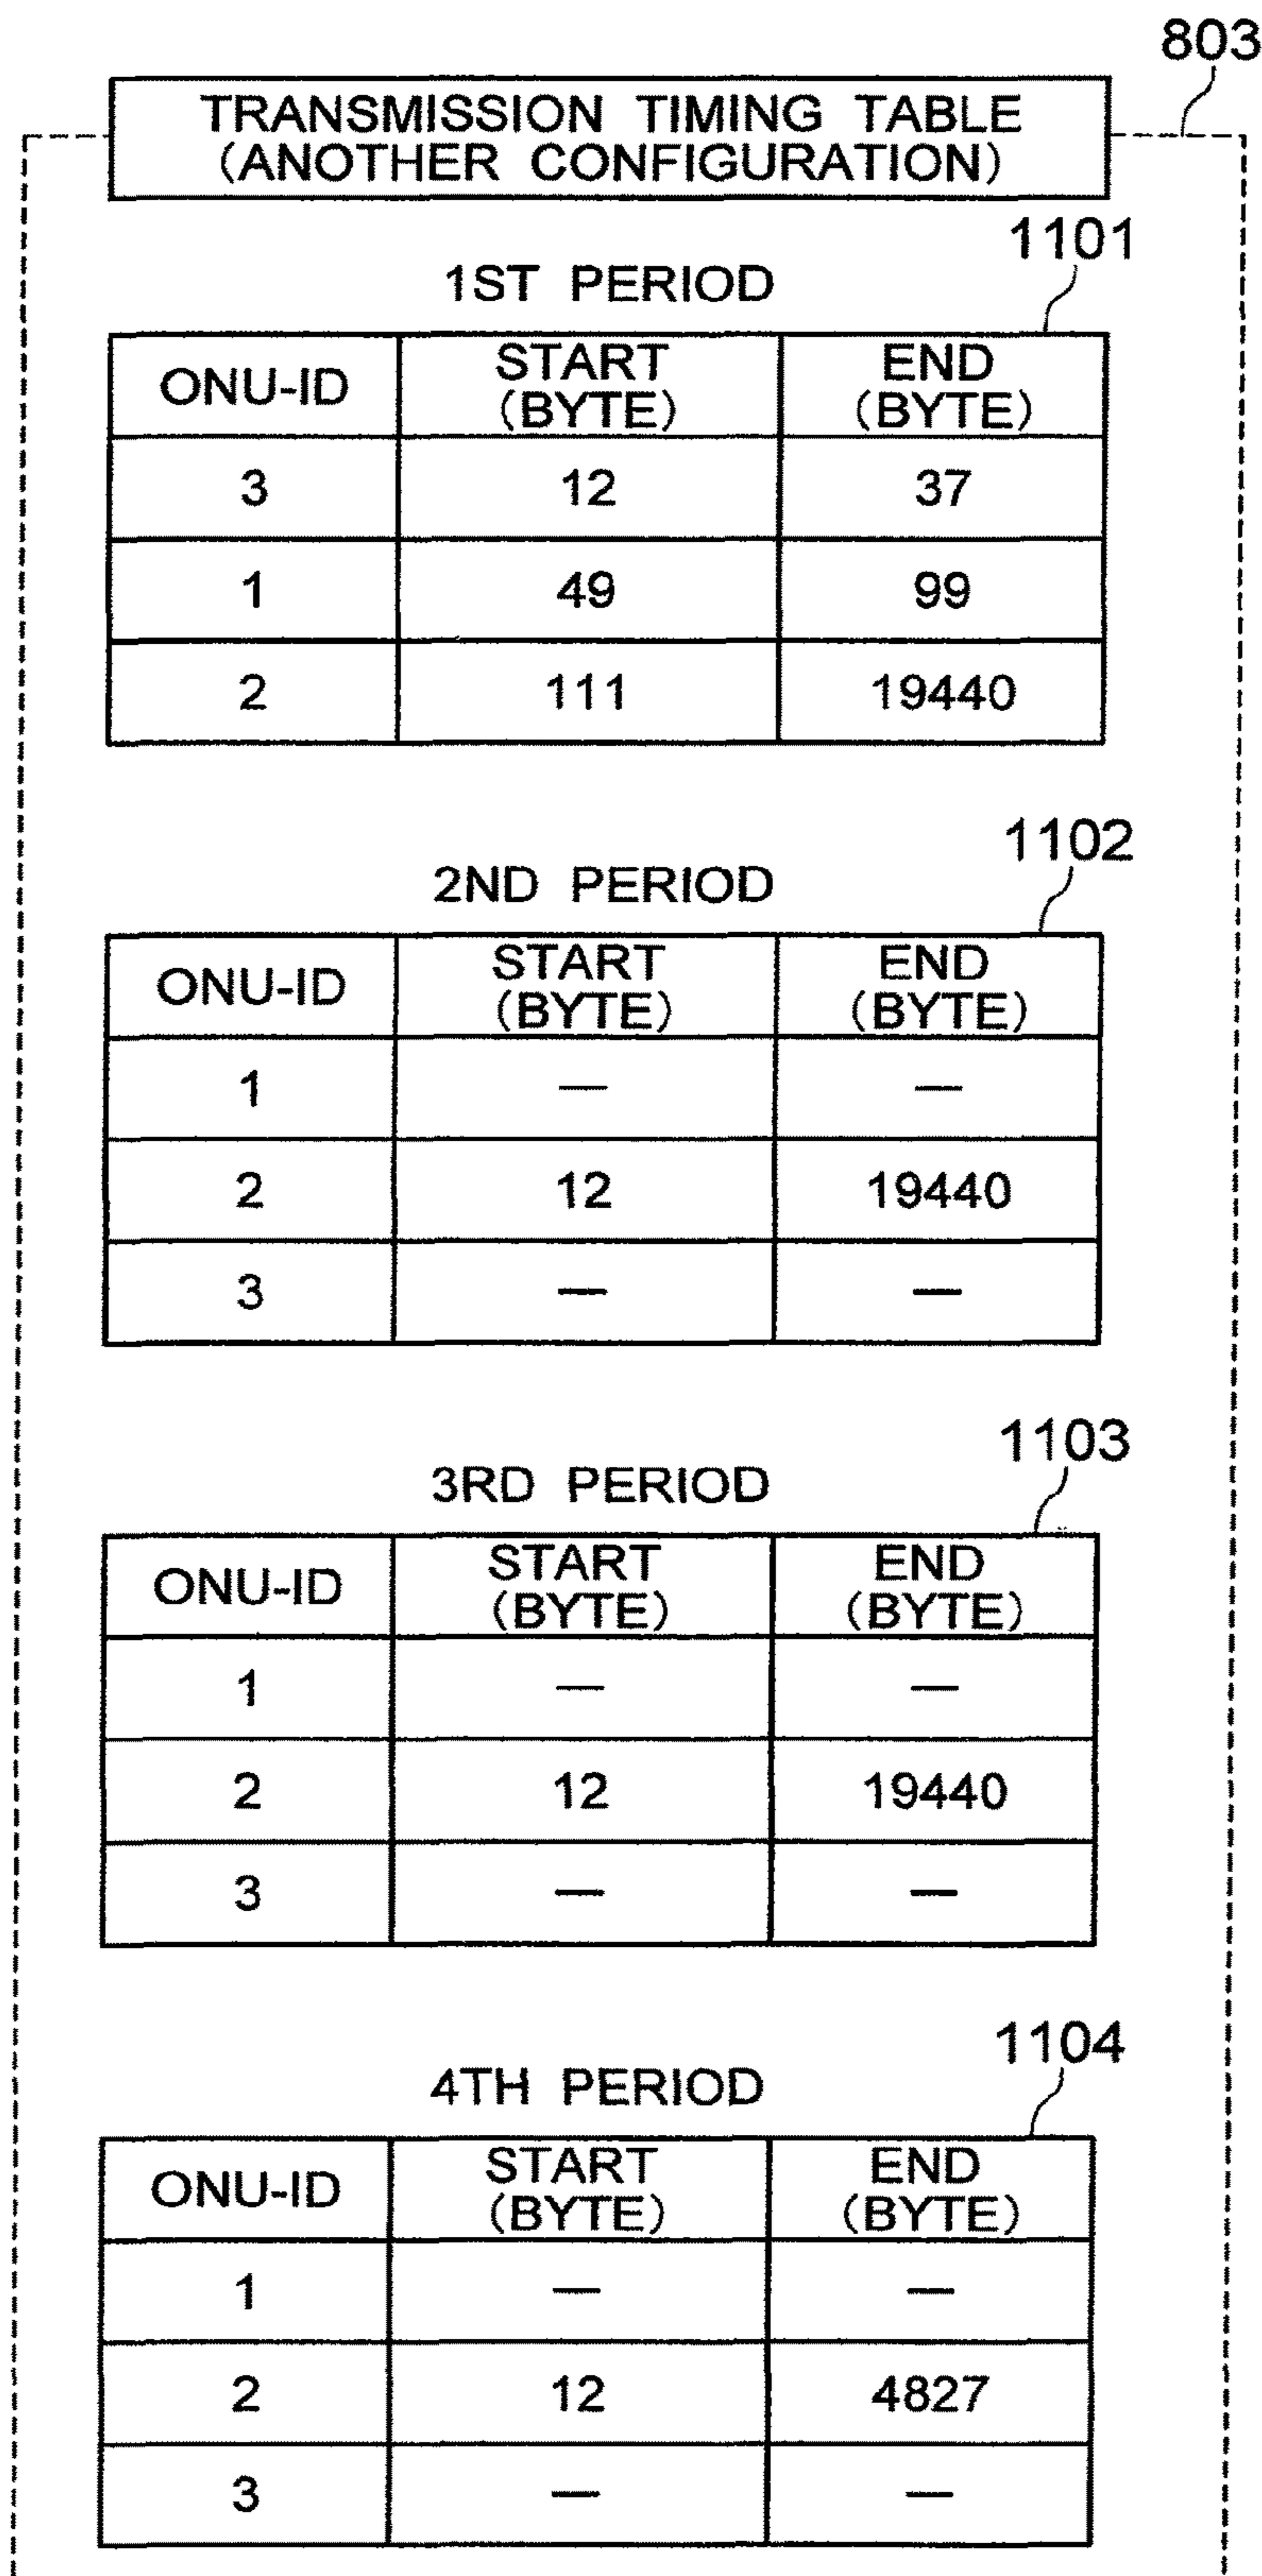 803
TRANSMISSION TIMING TABLE
(ANOTHER CONFIGURATION)
1101
1ST PERIOD
ONU-ID START (BYTE) END (BYTE)
3 12 37
1 49 99
2 111 19440
1102
2ND PERIOD
ONU-ID START (BYTE) END (BYTE)
1 — —
2 12 19440
3 — —
1103
3RD PERIOD
ONU-ID START (BYTE) END (BYTE)
1 — —
2 12 19440
3 — —
1104
4TH PERIOD
ONU-ID START (BYTE) END (BYTE)
1 — —
2 12 4827
3 — —